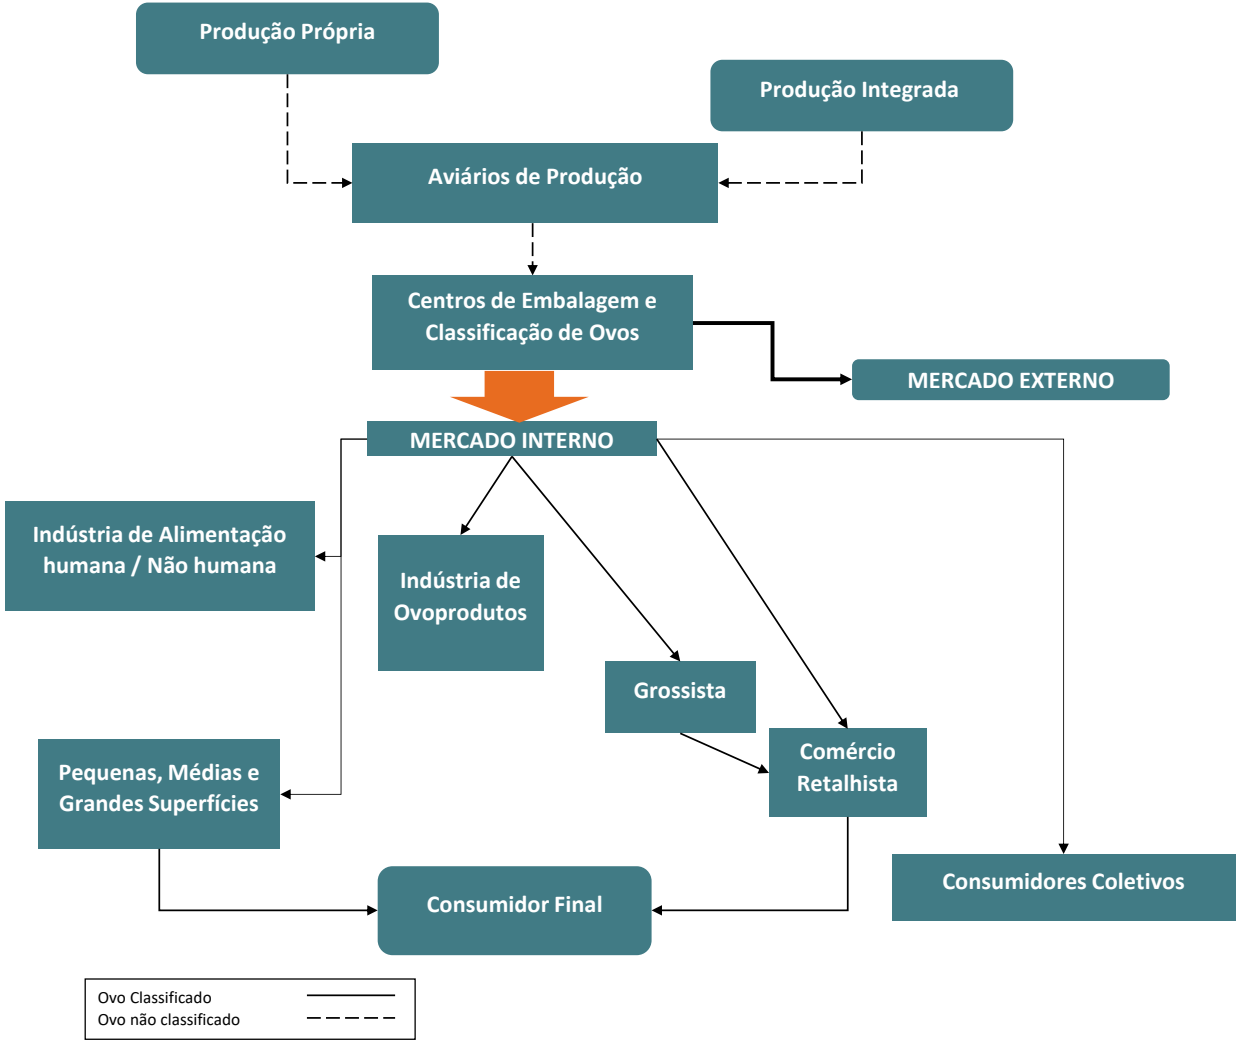 Produção Própria
Produção Integrada
Aviários de Produção
Centros de Embalagem e
Classificação de Ovos
MERCADO EXTERNO
MERCADO INTERNO
Indústria de Alimentação
humana / Não humana
Indústria de
Ovoprodutos
Grossista
Comércio
Retalhista
Pequenas, Médias e
Grandes Superfícies
Consumidores Coletivos
Consumidor Final
Ovo Classificado
Ovo não classificado